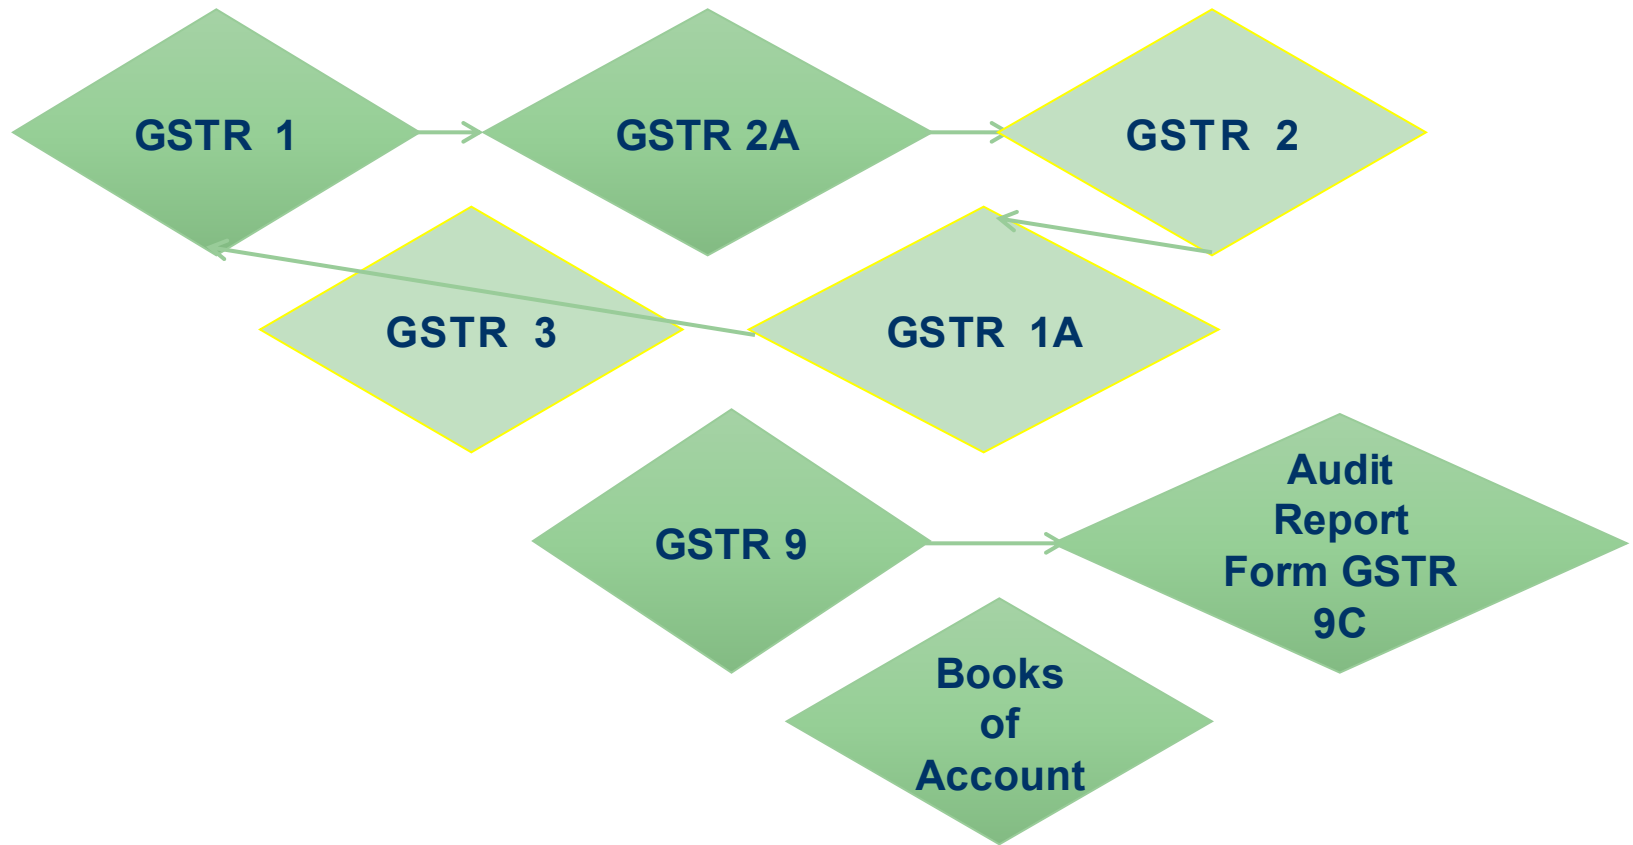 GSTR 1
GSTR 2A
GSTR 2
GSTR 3
GSTR 1A
GSTR 9
Audit
Report
Form GSTR
9C
Books
of
Account